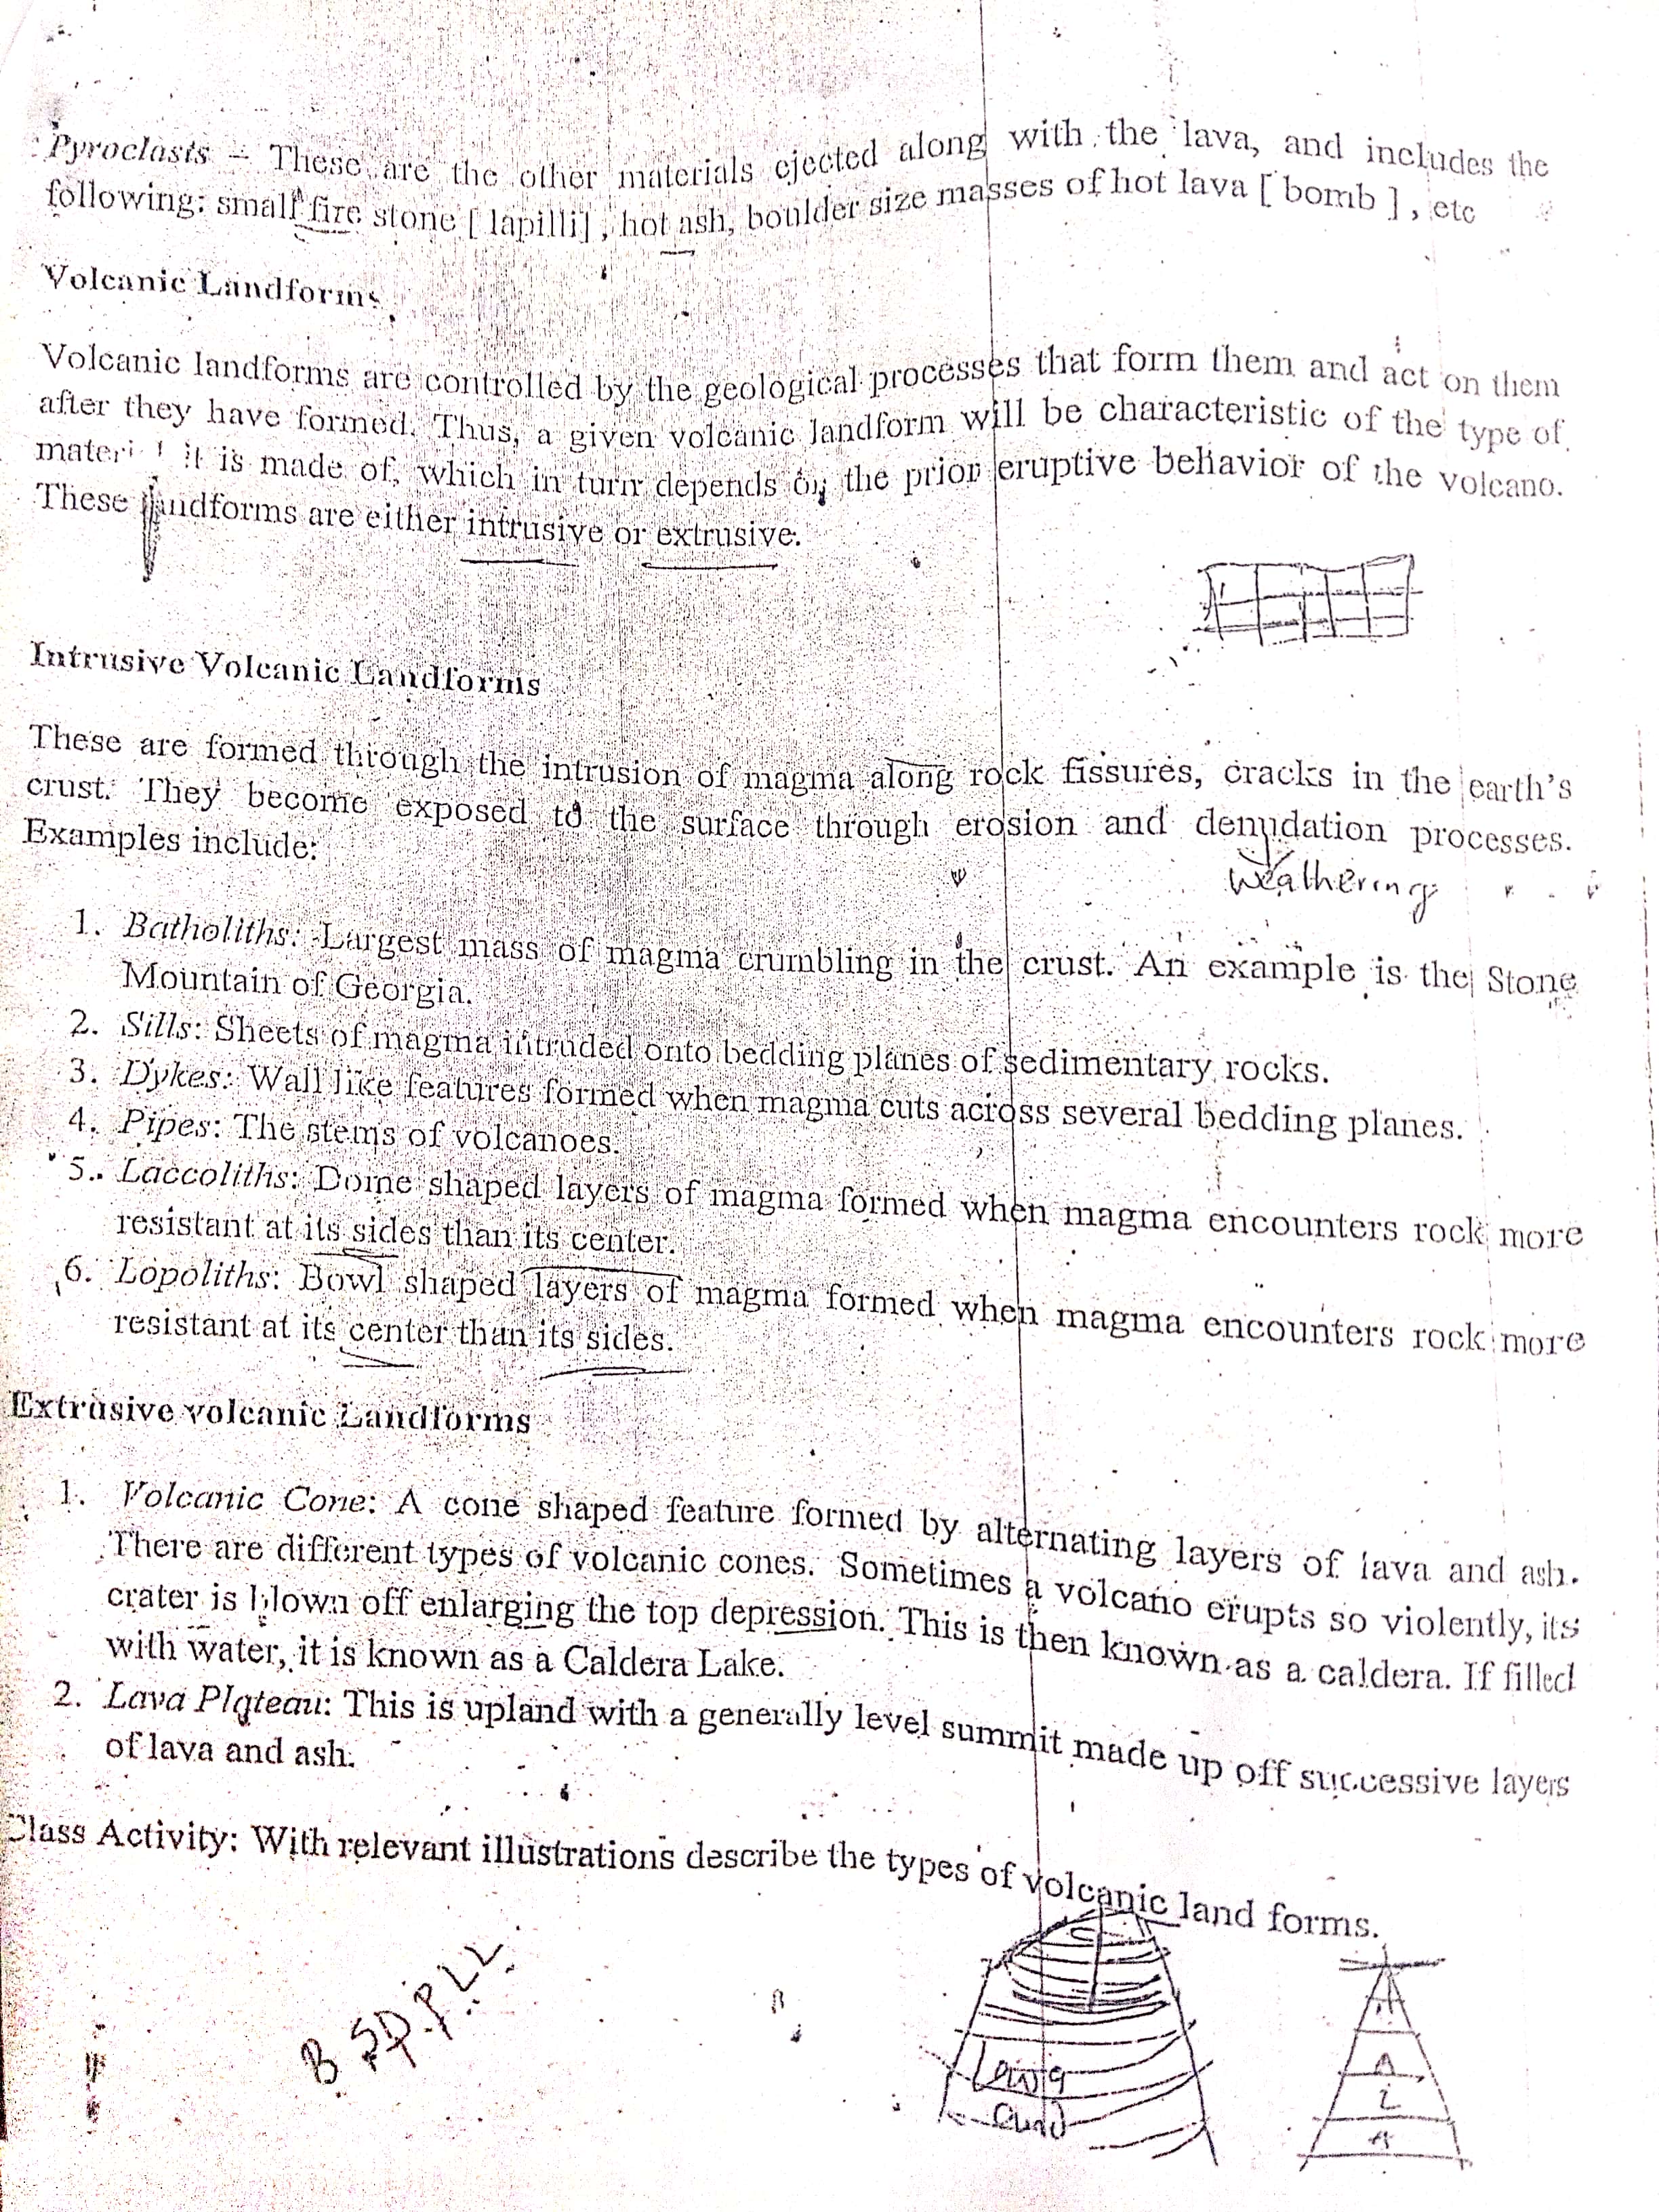 Pyroclasts – These are the other materials ejected along with the lava, and includes the
following: small fire stone [ lapilli] , hot ash, boulder size masses of hot lava [ bomb ] , etc
Volcanic Landforms
Volcanic landforms are controlled by the geological processes that form them and act on them
after they have formed. Thus, a given volcanic landform will be characteristic of the type of
it is made of, which in turn depends on the prior eruptive behavior of the volcano.
These landforms are either intrusive or extrusive.
Intrusive Volcanic Landforms
These are formed through the intrusion of magma along rock fissures, cracks in the earth's
crust. They become exposed to the surface through erosion and denudation processes.
Examples include:
Weathering
1. Batholiths: Largest mass of magma crumbling in the crust. An example is the Stone
Mountain of Georgia.
2. Sills: Sheets of magma intruded onto bedding planes of sedimentary rocks.
3. Dykes: Wall like features formed when magma cuts across several bedding planes.
4. Pipes: The stems of volcanoes.
5. Laccoliths: Dome shaped layers of magma formed when magma encounters rock more
resistant at its sides than its center.
6. Lopoliths: Bowl shaped layers of magma formed when magma encounters rock more
resistant at its center than its sides.
Extrusive volcanic Landforms
1. Volcanic Cone: A cone shaped feature formed by alternating layers of lava and ash.
There are different types of volcanic cones. Sometimes a volcano erupts so violently, its
crater is blown off enlarging the top depression. This is then known as a caldera. If filled
with water, it is known as a Caldera Lake.
2. Lava Plateau: This is upland with a generally level summit made up off successive layers
of lava and ash.
Class Activity: With relevant illustrations describe the types of volcanic land forms.
B SD.PLL
A
L
A